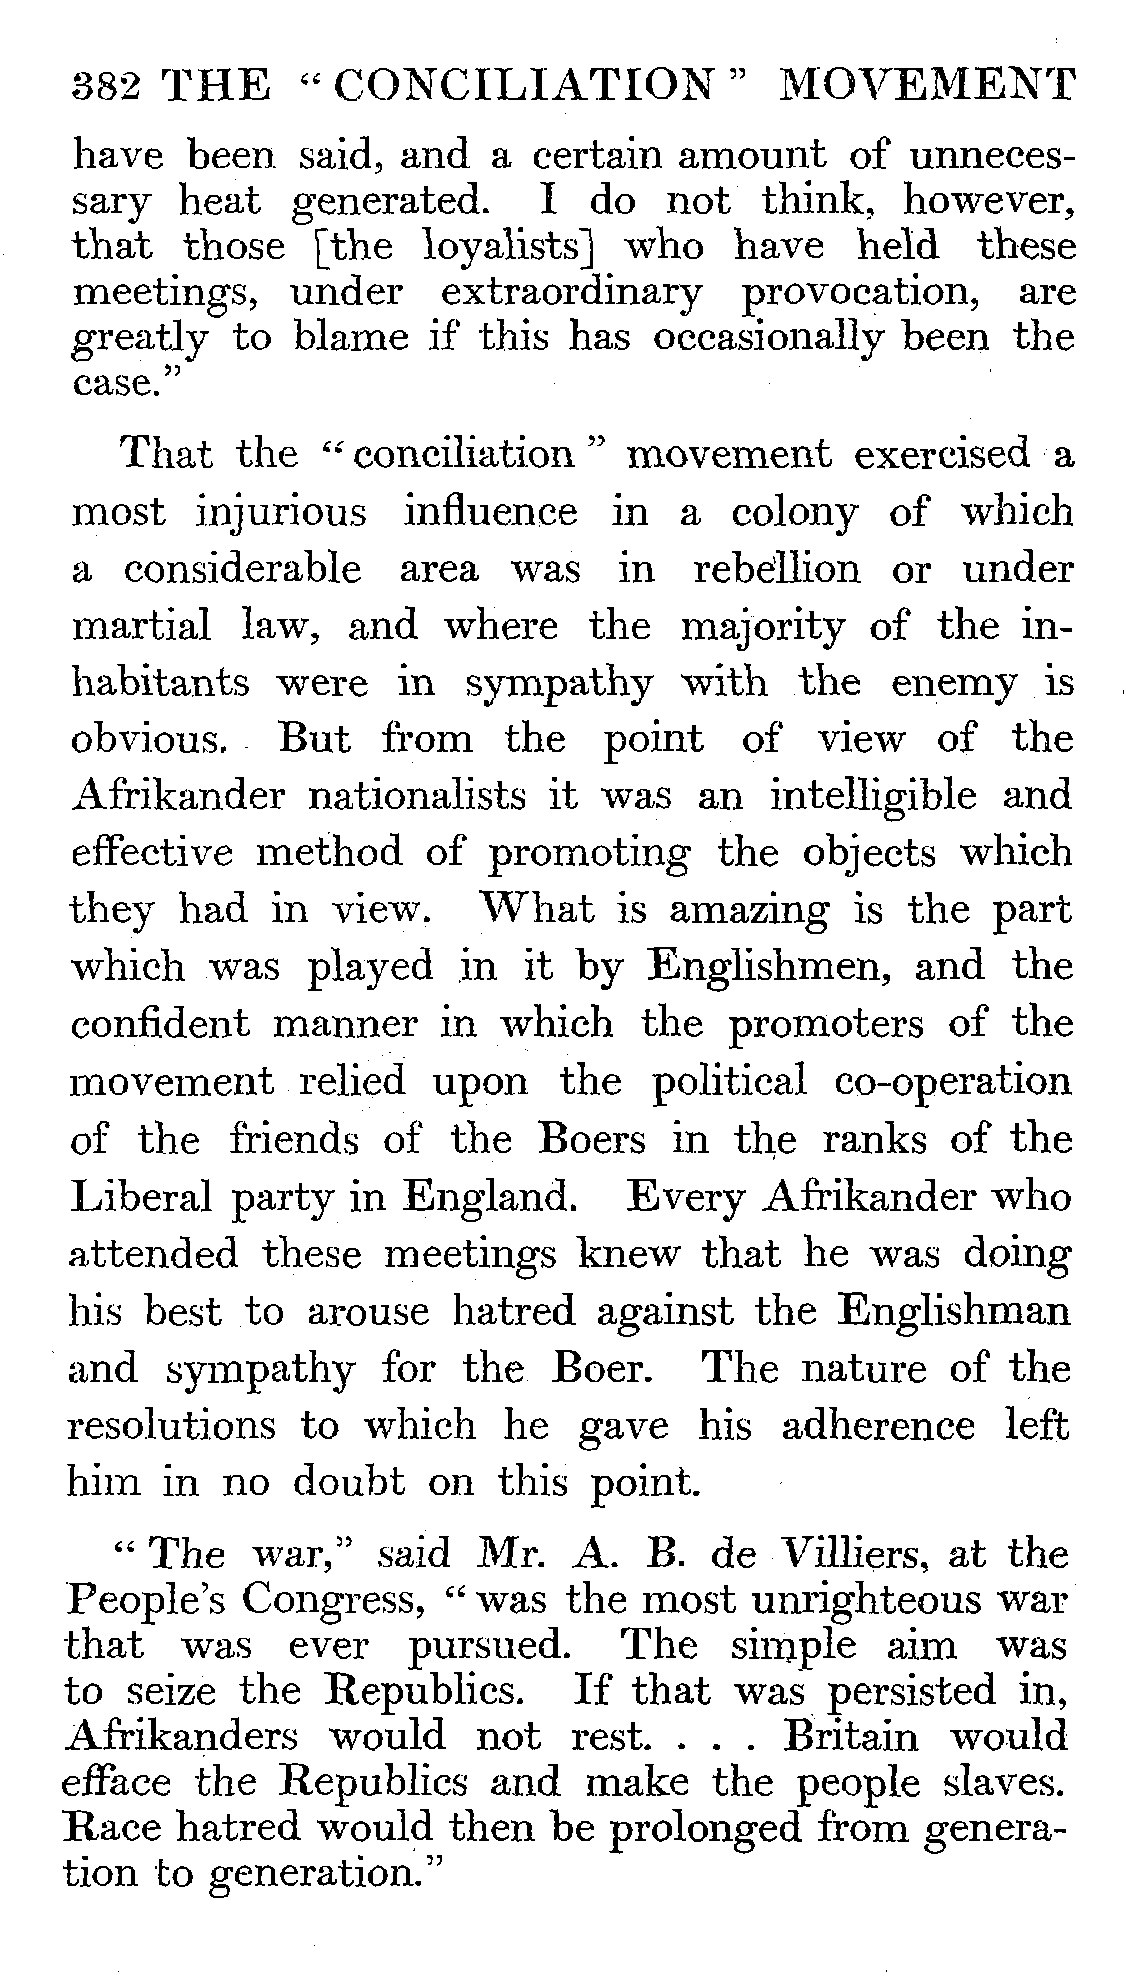 382 THE " CONCILIATION " MOVEMENT
have been said, and a certain amount of unneces-
sary heat generated. I do not think, however,
that those [the loyalists] who have held these
meetings, under extraordinary provocation, are
greatly to blame if this has occasionally been the
case."
That the " conciliation " movement exercised a
most injurious influence in a colony of which
a considerable area was in rebellion or under
martial law, and where the majority of the in-
habitants were in sympathy with the enemy is
obvious. But from the point of view of the
Afrikander nationalists it was an intelligible and
effective method of promoting the objects which
they had in view. What is amazing is the part
which was played in it by Englishmen, and the
confident manner in which the promoters of the
movement relied upon the political co-operation
of the friends of the Boers in the ranks of the
Liberal party in England. Every Afrikander who
attended these meetings knew that he was doing
his best to arouse hatred against the Englishman
and sympathy for the Boer. The nature of the
resolutions to which he gave his adherence left
him in no doubt on this point.
" The war," said Mr. A. B. de Villiers, at the
People's Congress, " was the most unrighteous war
that was ever pursued. The simple aim was
to seize the Republics. If that was persisted in,
Afrikanders would not rest. . . . Britain would
efface the Republics and make the people slaves.
Race hatred would then be prolonged from genera-
tion to generation."